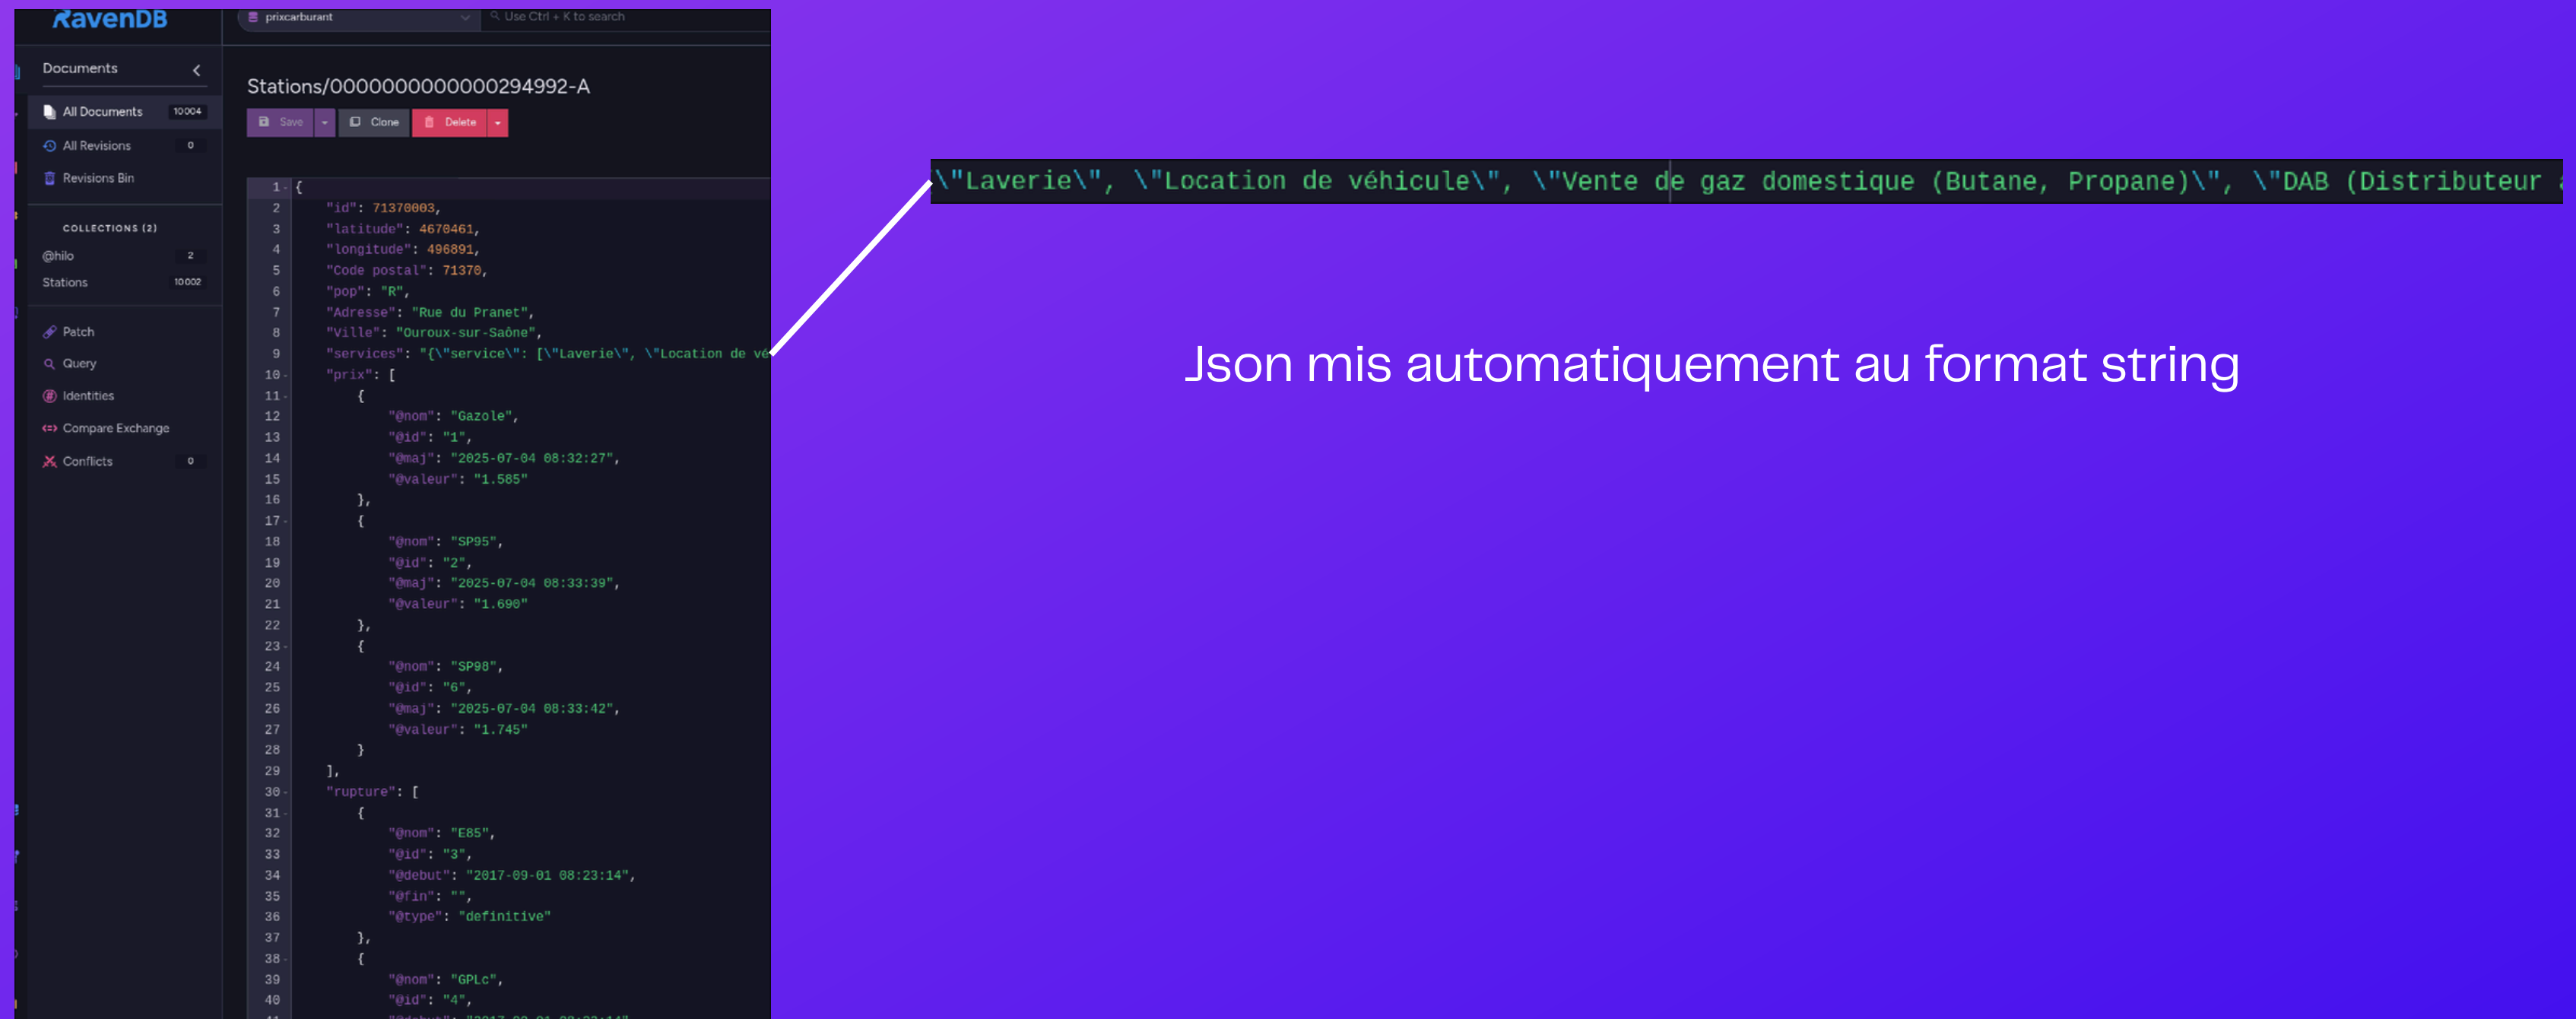 RavenDB
prixcarburant
Use Ctrl + K to search
Documents
All Documents 10004
All Revisions 0
Revisions Bin
COLLECTIONS (2)
@hilo 2
Stations 10002
Patch
Query
Identities
Compare Exchange
Conflicts 0
Stations/0000000000000294992-A
Save Clone Delete
1 {
2 "id": 71370003,
3 "latitude": 4670461,
4 "longitude": 496891,
5 "Code postal": 71370,
6 "pop": "R",
7 "Adresse": "Rue du Pranet",
8 "Ville": "Ouroux-sur-Saône",
9 "services": "{\"service\": [\"Laverie\", \"Location de vé
10 "prix": [
11 {
12 "@nom": "Gazole",
13 "@id": "1",
14 "@maj": "2025-07-04 08:32:27",
15 "@valeur": "1.585"
16 },
17 {
18 "@nom": "SP95",
19 "@id": "2",
20 "@maj": "2025-07-04 08:33:39",
21 "@valeur": "1.690"
22 },
23 {
24 "@nom": "SP98",
25 "@id": "6",
26 "@maj": "2025-07-04 08:33:42",
27 "@valeur": "1.745"
28 }
29 ],
30 "rupture": [
31 {
32 "@nom": "E85",
33 "@id": "3",
34 "@debut": "2017-09-01 08:23:14",
35 "@fin": "",
36 "@type": "definitive"
37 },
38 {
39 "@nom": "GPLc",
40 "@id": "4",
\"Laverie\", \"Location de véhicule\", \"Vente de gaz domestique (Butane, Propane)\", \"DAB (Distributeur
Json mis automatiquement au format string